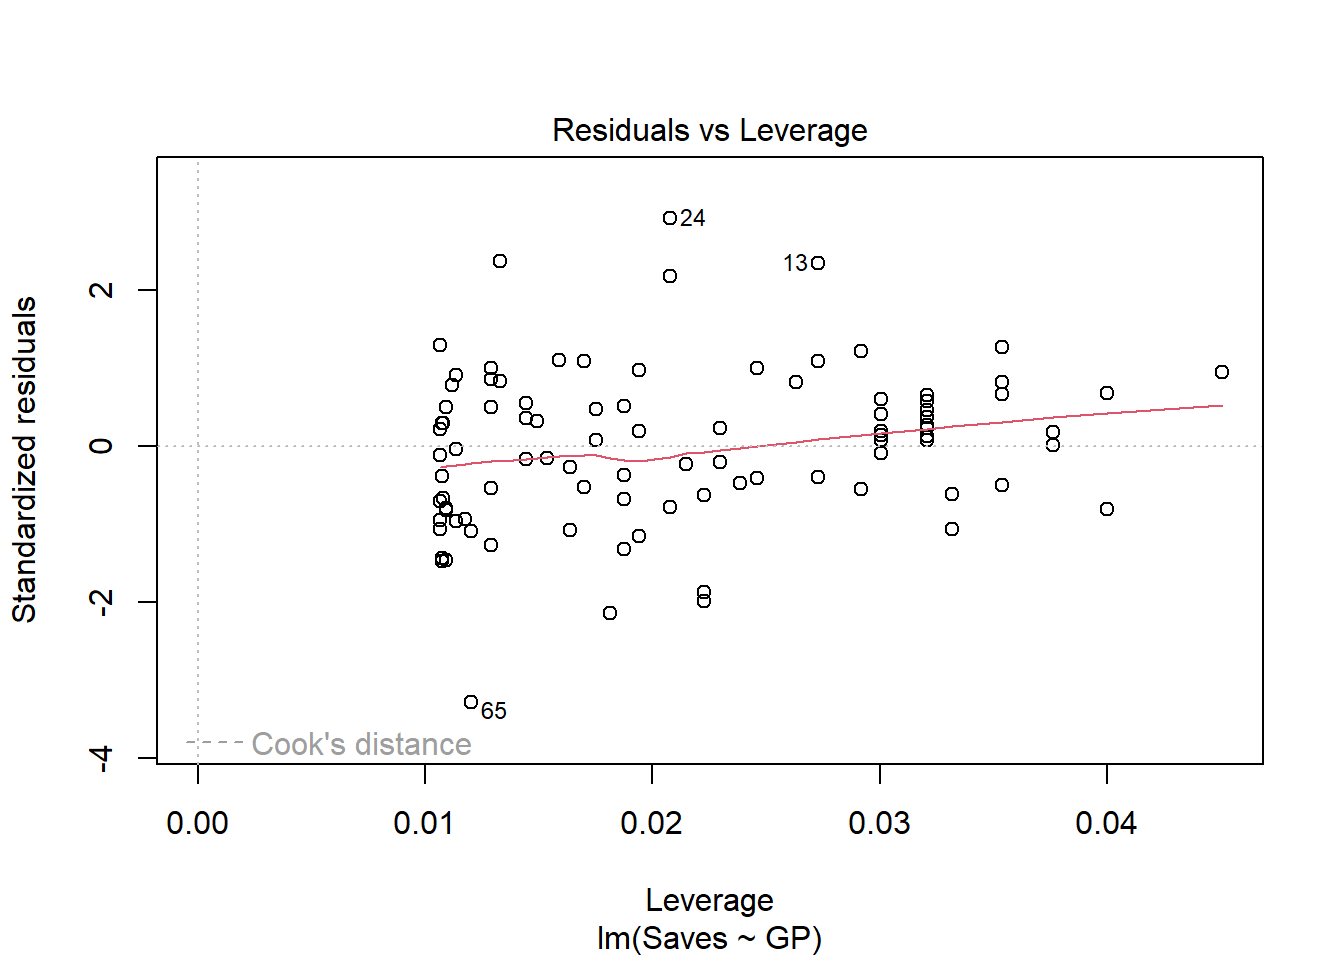 Residuals vs Leverage
Standardized residuals
2
0
-2
-4
24
13
65
Cook's distance
0.00 0.01 0.02 0.03 0.04
Leverage
lm(Saves ~ GP)